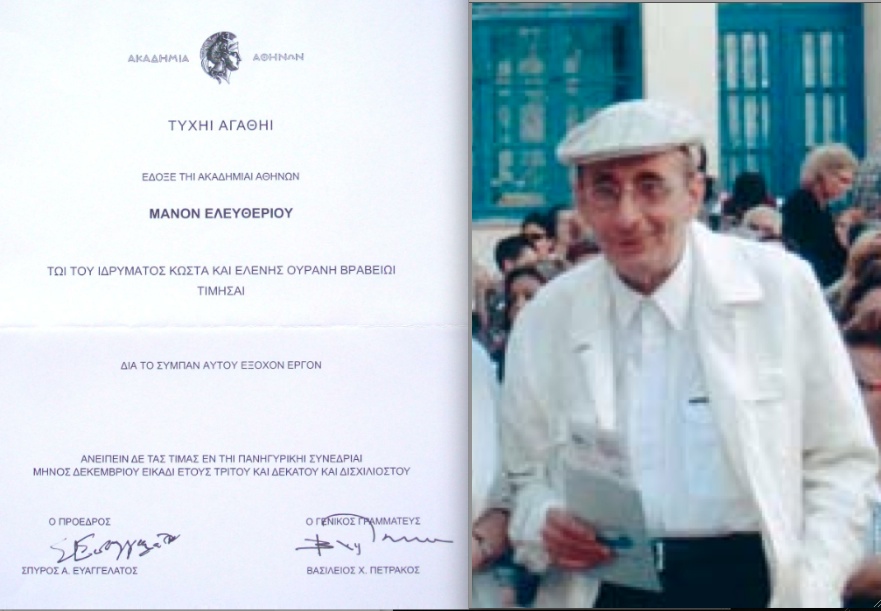 ΑΚΑΔΗΜΙΑ ΑΘΗΝΩΝ
ΤΥΧΗΙ ΑΓΑΘΗΙ
ΕΔΟΞΕ ΤΗΙ ΑΚΑΔΗΜΙΑΙ ΑΘΗΝΩΝ
ΜΑΝΟΝ ΕΛΕΥΘΕΡΙΟΥ
ΤΩΙ ΤΟΥ ΙΔΡΥΜΑΤΟΣ ΚΩΣΤΑ ΚΑΙ ΕΛΕΝΗΣ ΟΥΡΑΝΗ ΒΡΑΒΕΙΩΙ
ΤΙΜΗΣΑΙ
ΔΙΑ ΤΟ ΣΥΜΠΑΝ ΑΥΤΟΥ ΕΞΟΧΟΝ ΕΡΓΟΝ
ΑΝΕΙΠΕΙΝ ΔΕ ΤΑΣ ΤΙΜΑΣ ΕΝ ΤΗΙ ΠΑΝΗΓΥΡΙΚΗΙ ΣΥΝΕΔΡΙΑΙ
ΜΗΝΟΣ ΔΕΚΕΜΒΡΙΟΥ ΕΙΚΑΔΙ ΕΤΟΥΣ ΤΡΙΤΟΥ ΚΑΙ ΔΕΚΑΤΟΥ ΚΑΙ ΔΙΣΧΙΛΙΟΣΤΟΥ
Ο ΠΡΟΕΔΡΟΣ
ΣΠΥΡΟΣ Α. ΕΥΑΓΓΕΛΑΤΟΣ
Ο ΓΕΝΙΚΟΣ ΓΡΑΜΜΑΤΕΥΣ
ΒΑΣΙΛΕΙΟΣ Χ. ΠΕΤΡΑΚΟΣ